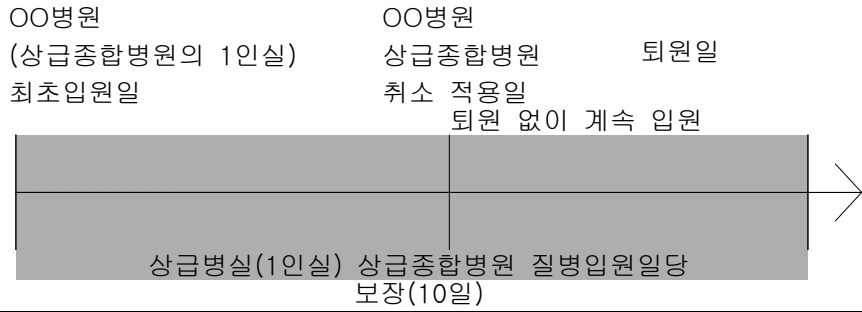 OO병원
(상급종합병원의 1인실)
최초입원일
OO병원
상급종합병원
취소 적용일
퇴원일
퇴원 없이 계속 입원
상급병실(1인실) 상급종합병원 질병입원일당
보장(10일)